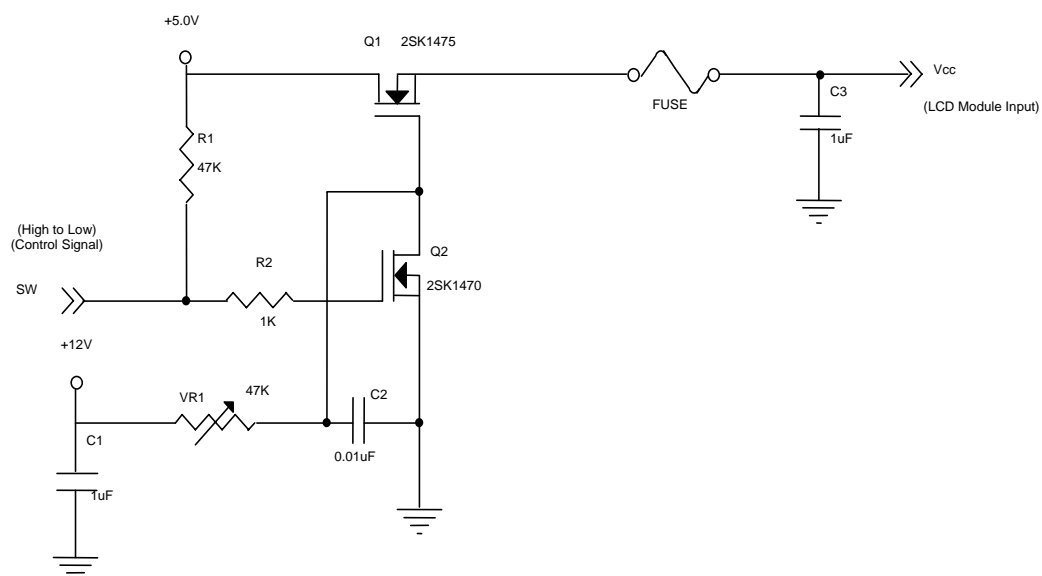 +5.0V
Q1 2SK1475
Vcc
C3
(LCD Module Input)
FUSE
1uF
R1
47K
(High to Low)
(Control Signal)
Q2
R2
SW
2SK1470
1K
+12V
VR1
47K
C2
C1
0.01uF
1uF